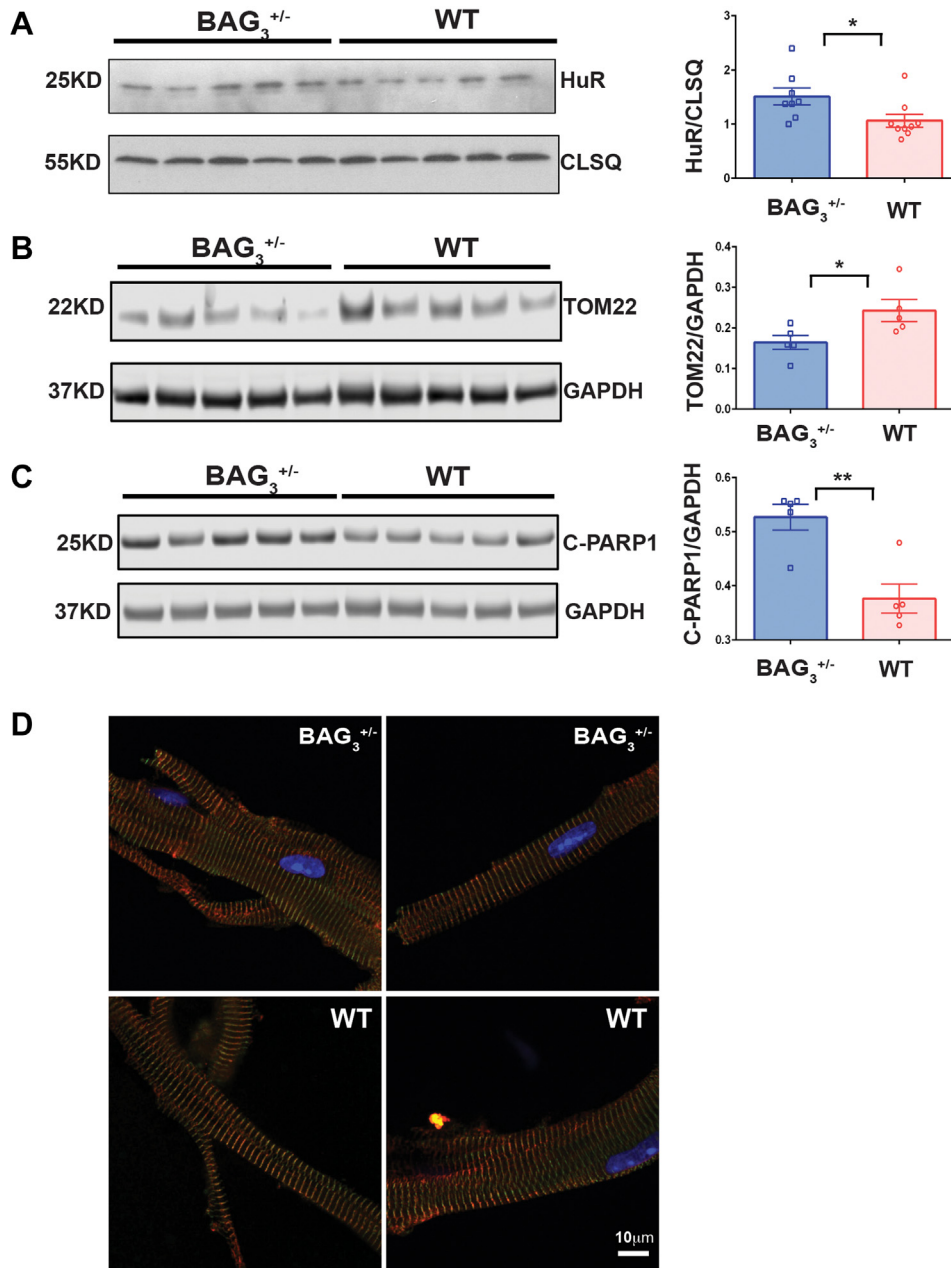 A
BAG3+/- WT
25KD HuR
55KD CLSQ
HuR/CLSQ
3
2
1
0
*
BAG3+/- WT
B
BAG3+/- WT
22KD TOM22
37KD GAPDH
TOM22/GAPDH
0.4
0.3
0.2
0.1
0.0
*
BAG3+/- WT
C
BAG3+/- WT
25KD C-PARP1
37KD GAPDH
C-PARP1/GAPDH
0.6
0.5
0.4
0.3
**
BAG3+/- WT
D
BAG3+/- BAG3+/-
WT WT
10μm